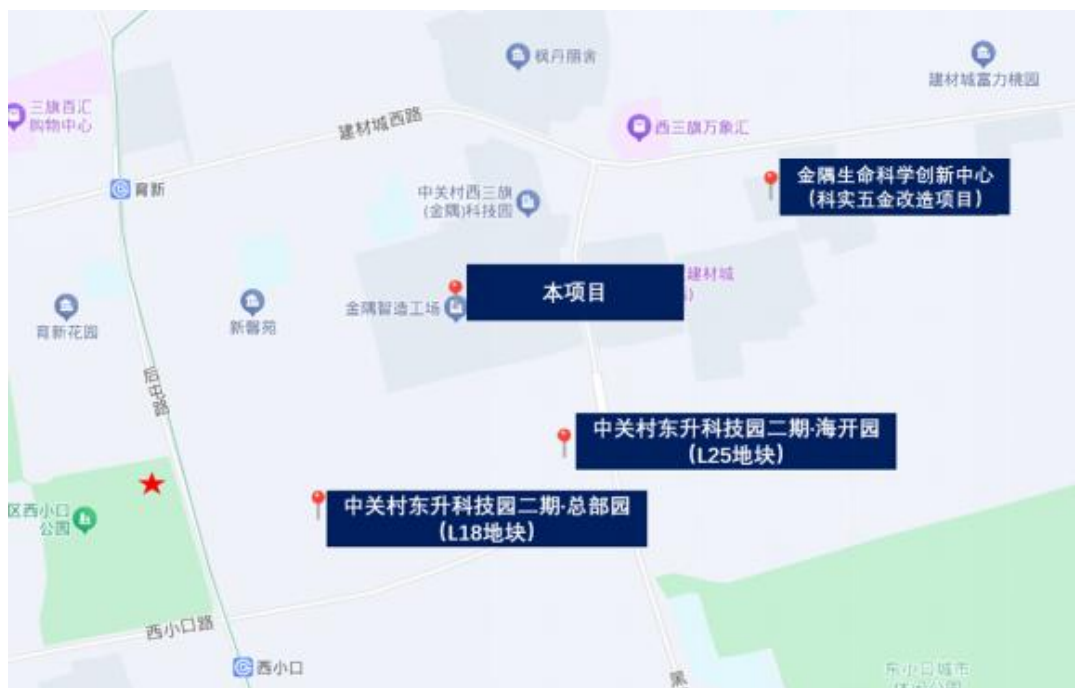 枫丹丽舍
建材城富力桃园
三旗百汇
购物中心
建材城西路
西三旗万象汇
育新
金隅生命科学创新中心
（科实五金改造项目）
中关村西三旗
(金隅)科技园
建材城
本项目
金隅智造工场
育新花园
新馨苑
后屯路
中关村东升科技园二期·海开园
（L25地块）
中关村东升科技园二期·总部园
（L18地块）
区西小口
公园
西小口路
西小口
黑
东小口城市